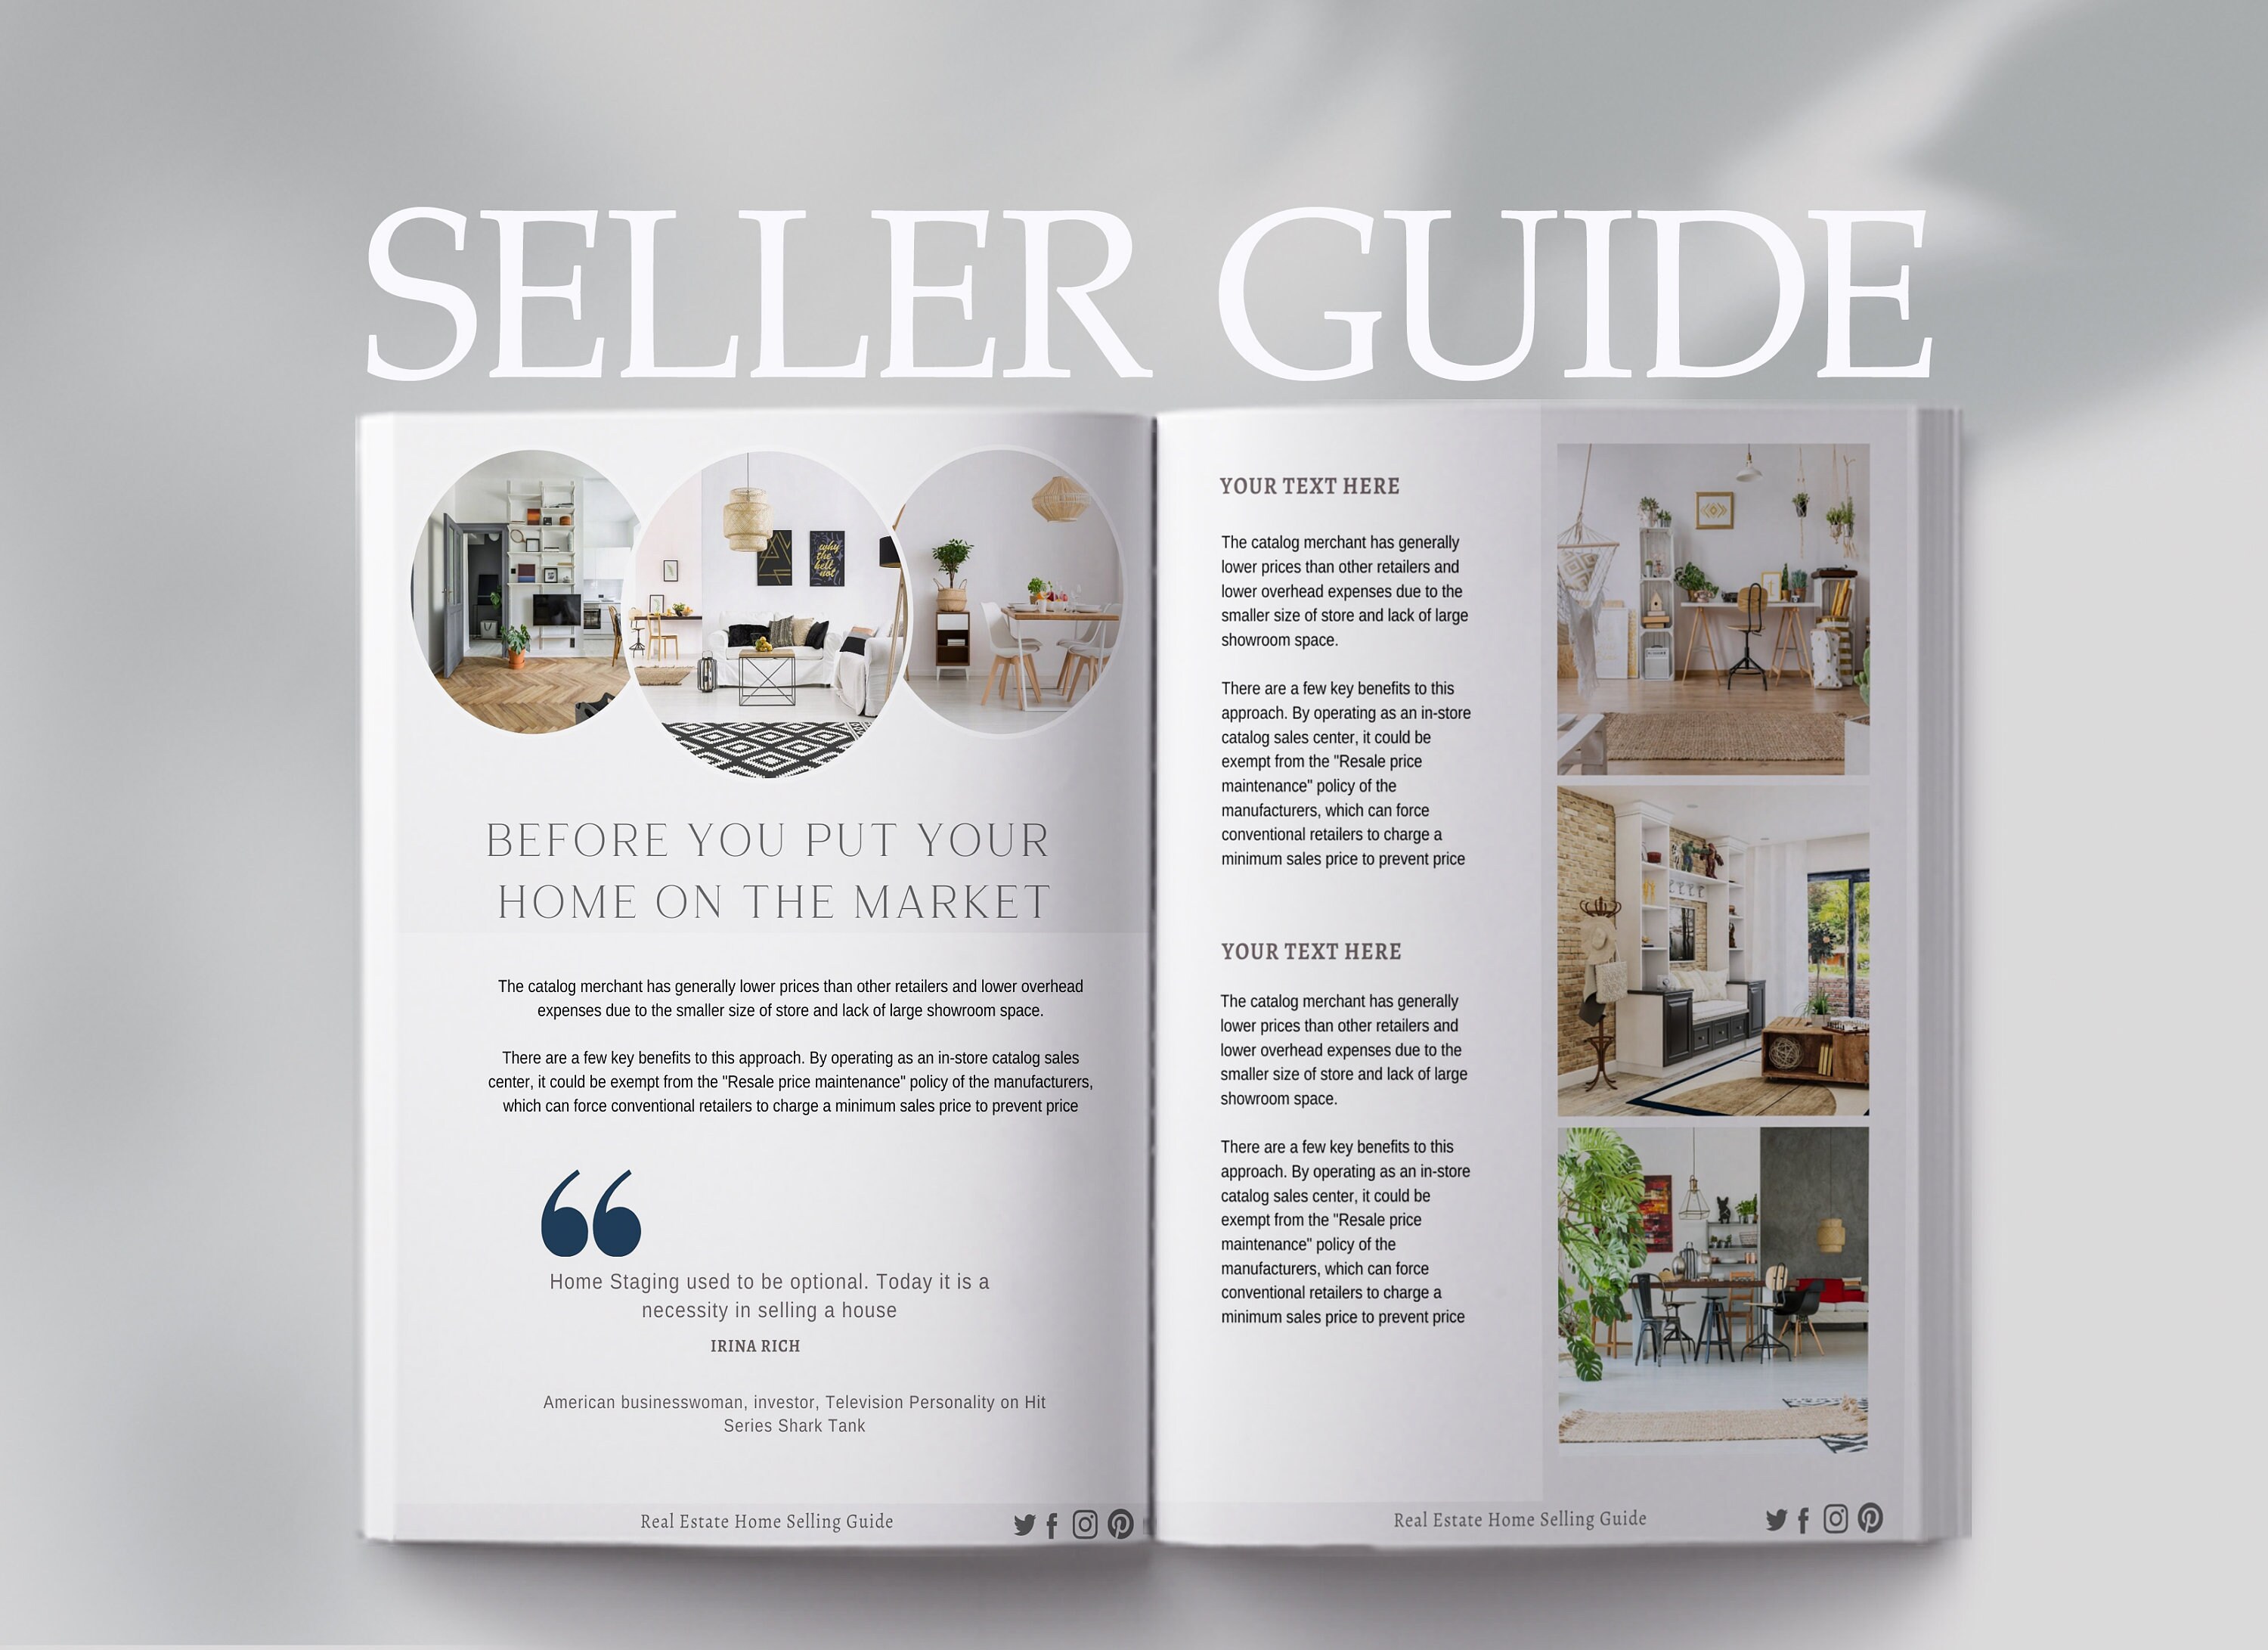 SELLER GUIDE
why
the
hell
not
BEFORE YOU PUT YOUR
HOME ON THE MARKET
The catalog merchant has generally lower prices than other retailers and lower overhead
expenses due to the smaller size of store and lack of large showroom space.
There are a few key benefits to this approach. By operating as an in-store catalog sales
center, it could be exempt from the "Resale price maintenance" policy of the manufacturers,
which can force conventional retailers to charge a minimum sales price to prevent price
Home Staging used to be optional. Today it is a
necessity in selling a house
IRINA RICH
American businesswoman, investor, Television Personality on Hit
Series Shark Tank
Real Estate Home Selling Guide
YOUR TEXT HERE
The catalog merchant has generally
lower prices than other retailers and
lower overhead expenses due to the
smaller size of store and lack of large
showroom space.
There are a few key benefits to this
approach. By operating as an in-store
catalog sales center, it could be
exempt from the "Resale price
maintenance" policy of the
manufacturers, which can force
conventional retailers to charge a
minimum sales price to prevent price
YOUR TEXT HERE
The catalog merchant has generally
lower prices than other retailers and
lower overhead expenses due to the
smaller size of store and lack of large
showroom space.
There are a few key benefits to this
approach. By operating as an in-store
catalog sales center, it could be
exempt from the "Resale price
maintenance" policy of the
manufacturers, which can force
conventional retailers to charge a
minimum sales price to prevent price
Real Estate Home Selling Guide